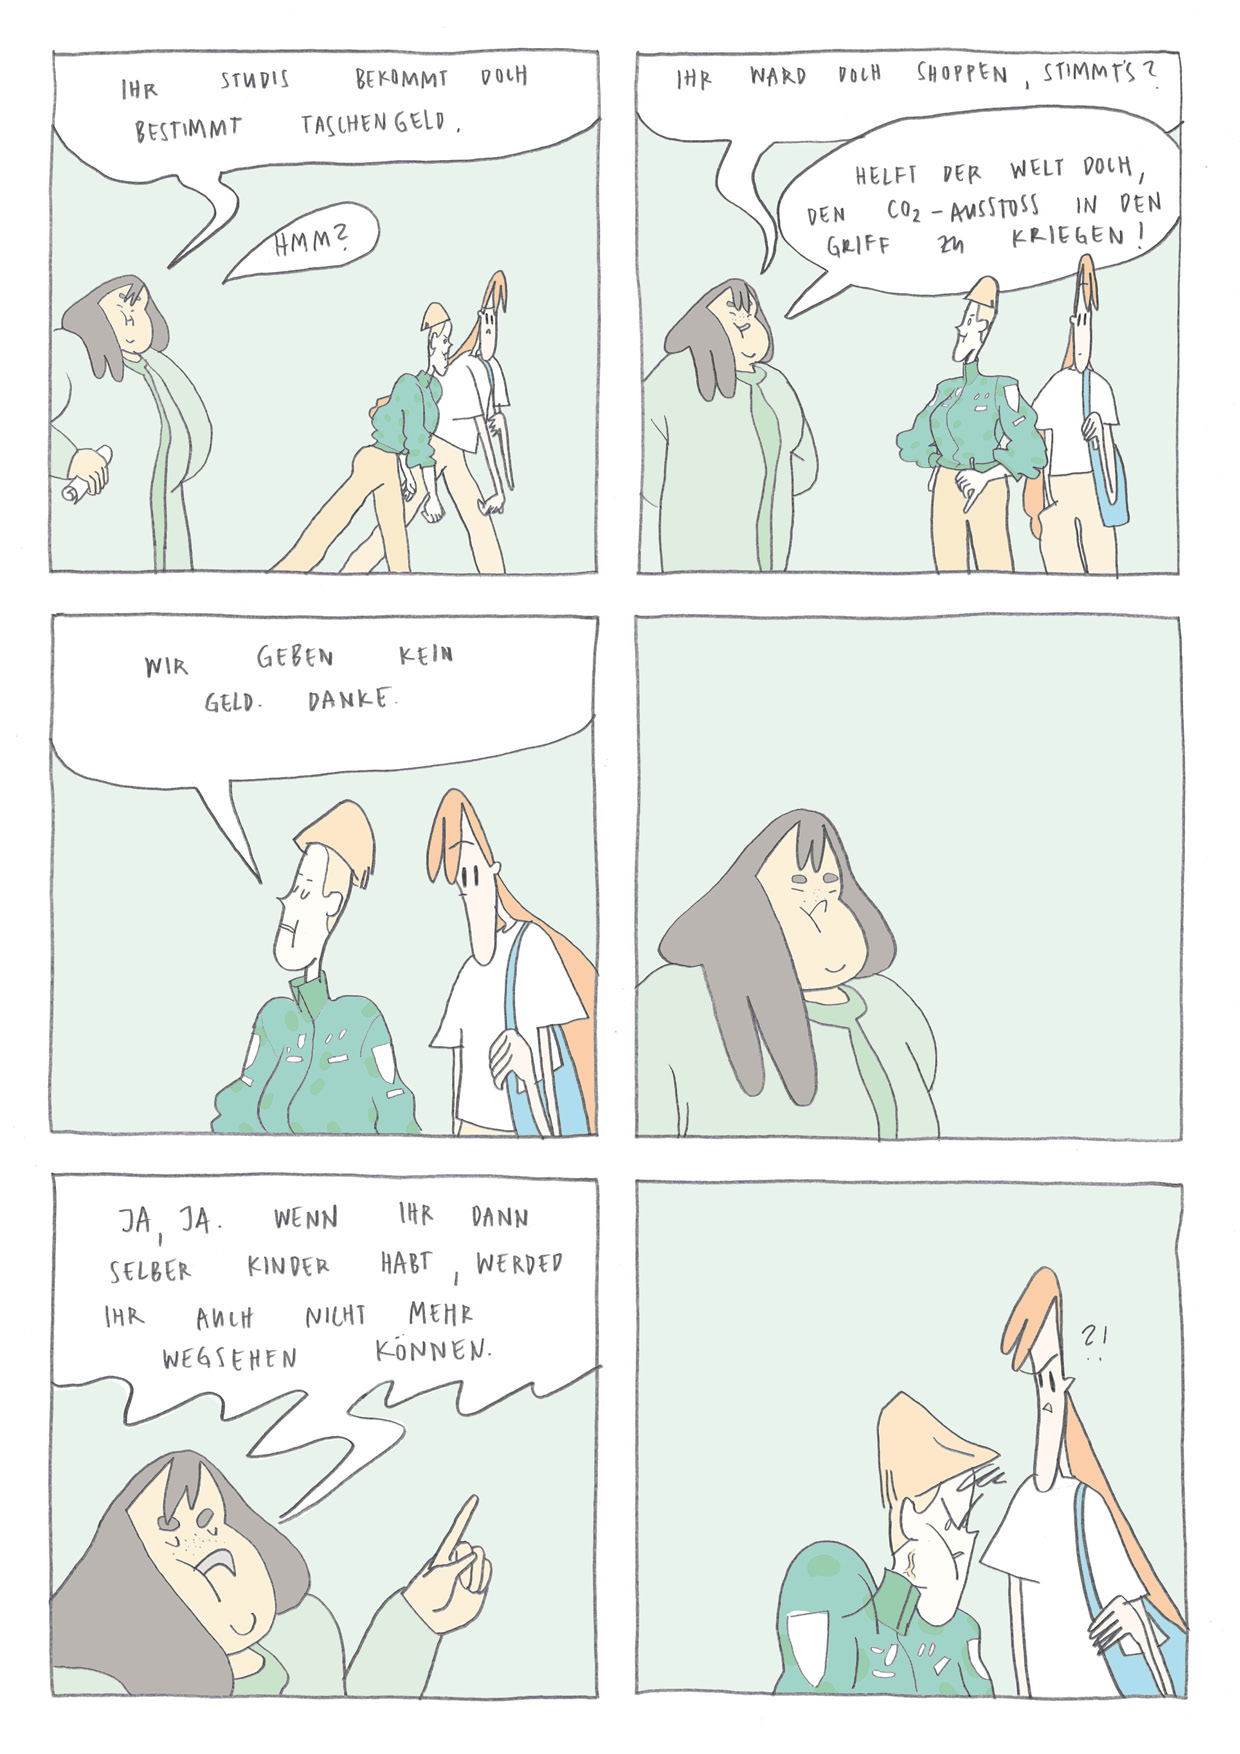 IHR STUDIS BEKOMMT DOCH
BESTIMMT TASCHENGELD.
HMM?
IHR WARD DOCH SHOPPEN, STIMMT'S?
HELFT DER WELT DOCH,
DEN CO₂-AUSSTOSS IN DEN
GRIFF ZU KRIEGEN!
WIR GEBEN KEIN
GELD. DANKE.
JA, JA. WENN IHR DANN
SELBER KINDER HABT, WERDED
IHR AUCH NICHT MEHR
WEGSEHEN KÖNNEN.
?!